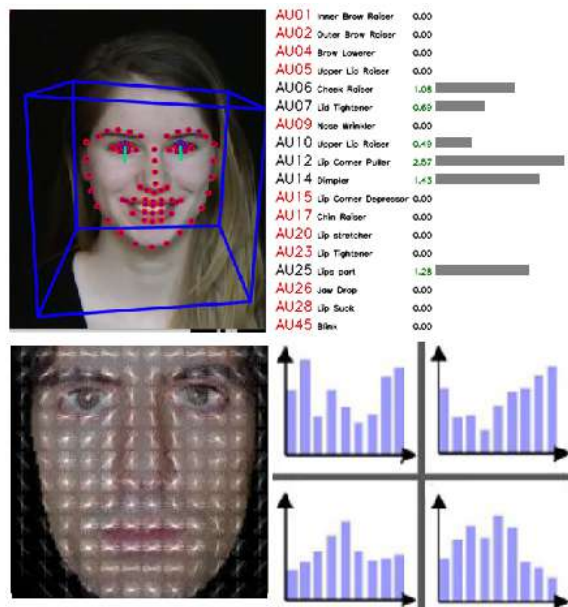 AU01 Inner Brow Raiser 0.00
AU02 Outer Brow Raiser 0.00
AU04 Brow Lowerer 0.00
AU05 Upper Lip Raiser 0.00
AU06 Cheek Raiser 1.08
AU07 Lid Tightener 0.69
AU09 Nose Wrinkler 0.00
AU10 Upper Lip Raiser 0.49
AU12 Lip Corner Puller 2.87
AU14 Dimpler 1.43
AU15 Lip Corner Depressor 0.00
AU17 Chin Raiser 0.00
AU20 Lip stretcher 0.00
AU23 Lip Tightener 0.00
AU25 Lips part 1.28
AU26 Jaw Drop 0.00
AU28 Lip Suck 0.00
AU45 Blink 0.00